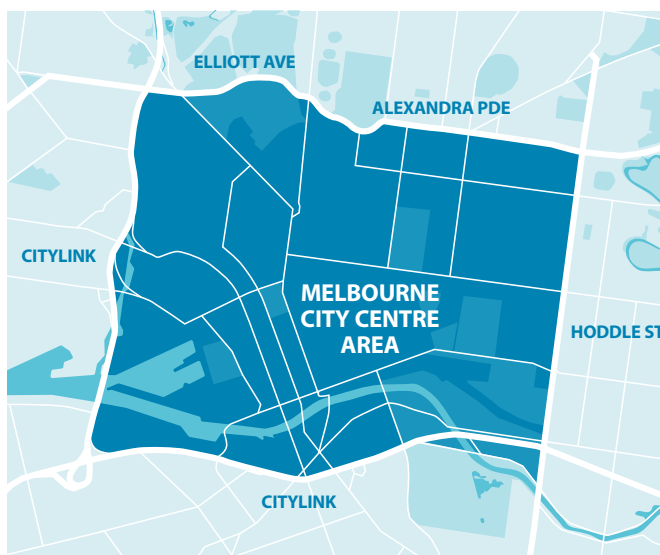 ELLIOTT AVE
ALEXANDRA PDE
CITYLINK
MELBOURNE
CITY CENTRE
AREA
HODDLE ST
CITYLINK